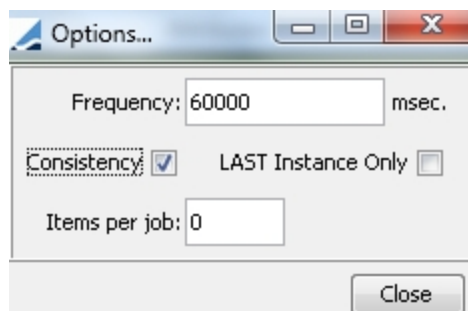 Options...
Frequency: 60000 msec.
Consistency LAST Instance Only
Items per job: 0
Close